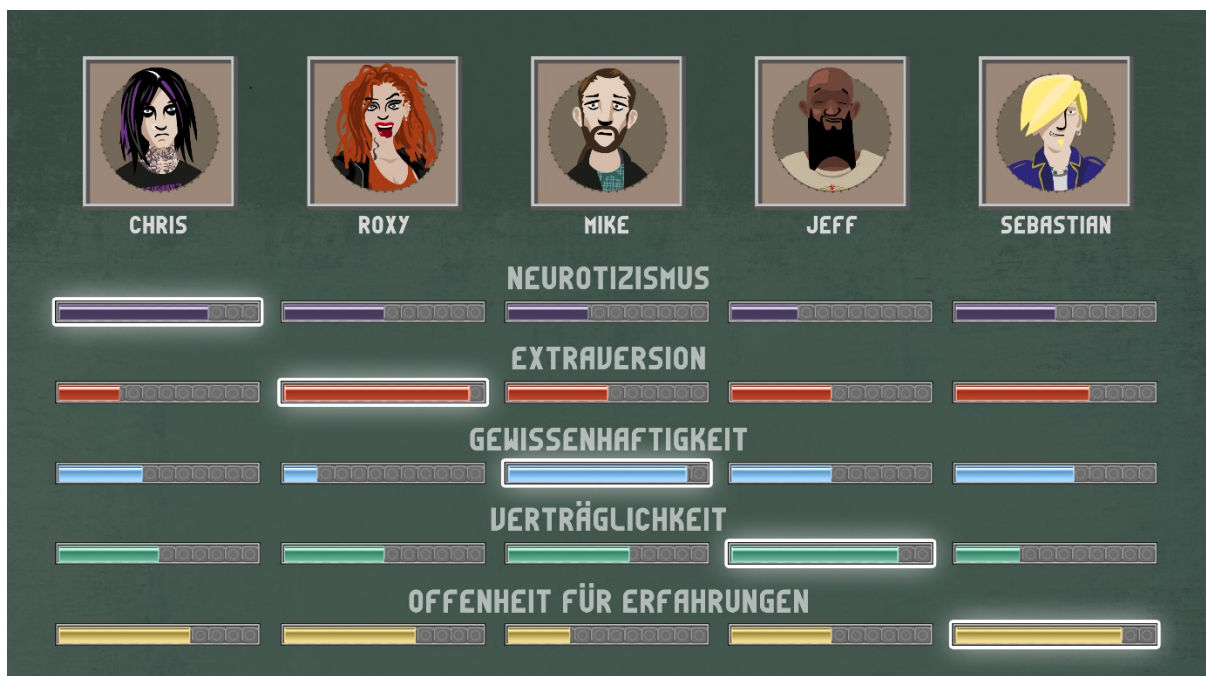 CHRIS
ROXY
MIKE
JEFF
SEBASTIAN
NEUROTIZISMUS
EXTRAVERSION
GEWISSENHAFTIGKEIT
VERTRÄGLICHKEIT
OFFENHEIT FÜR ERFAHRUNGEN